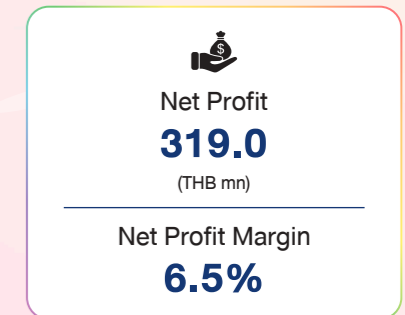 $
Net Profit
319.0
(THB mn)
Net Profit Margin
6.5%